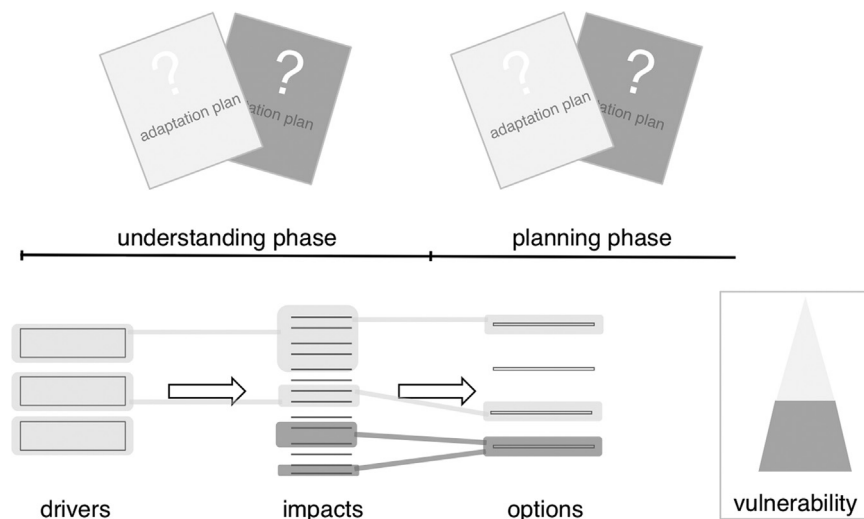 ?
adaptation plan
?
ation plan
?
adaptation plan
?
ation plan
understanding phase
planning phase
drivers
impacts
options
vulnerability